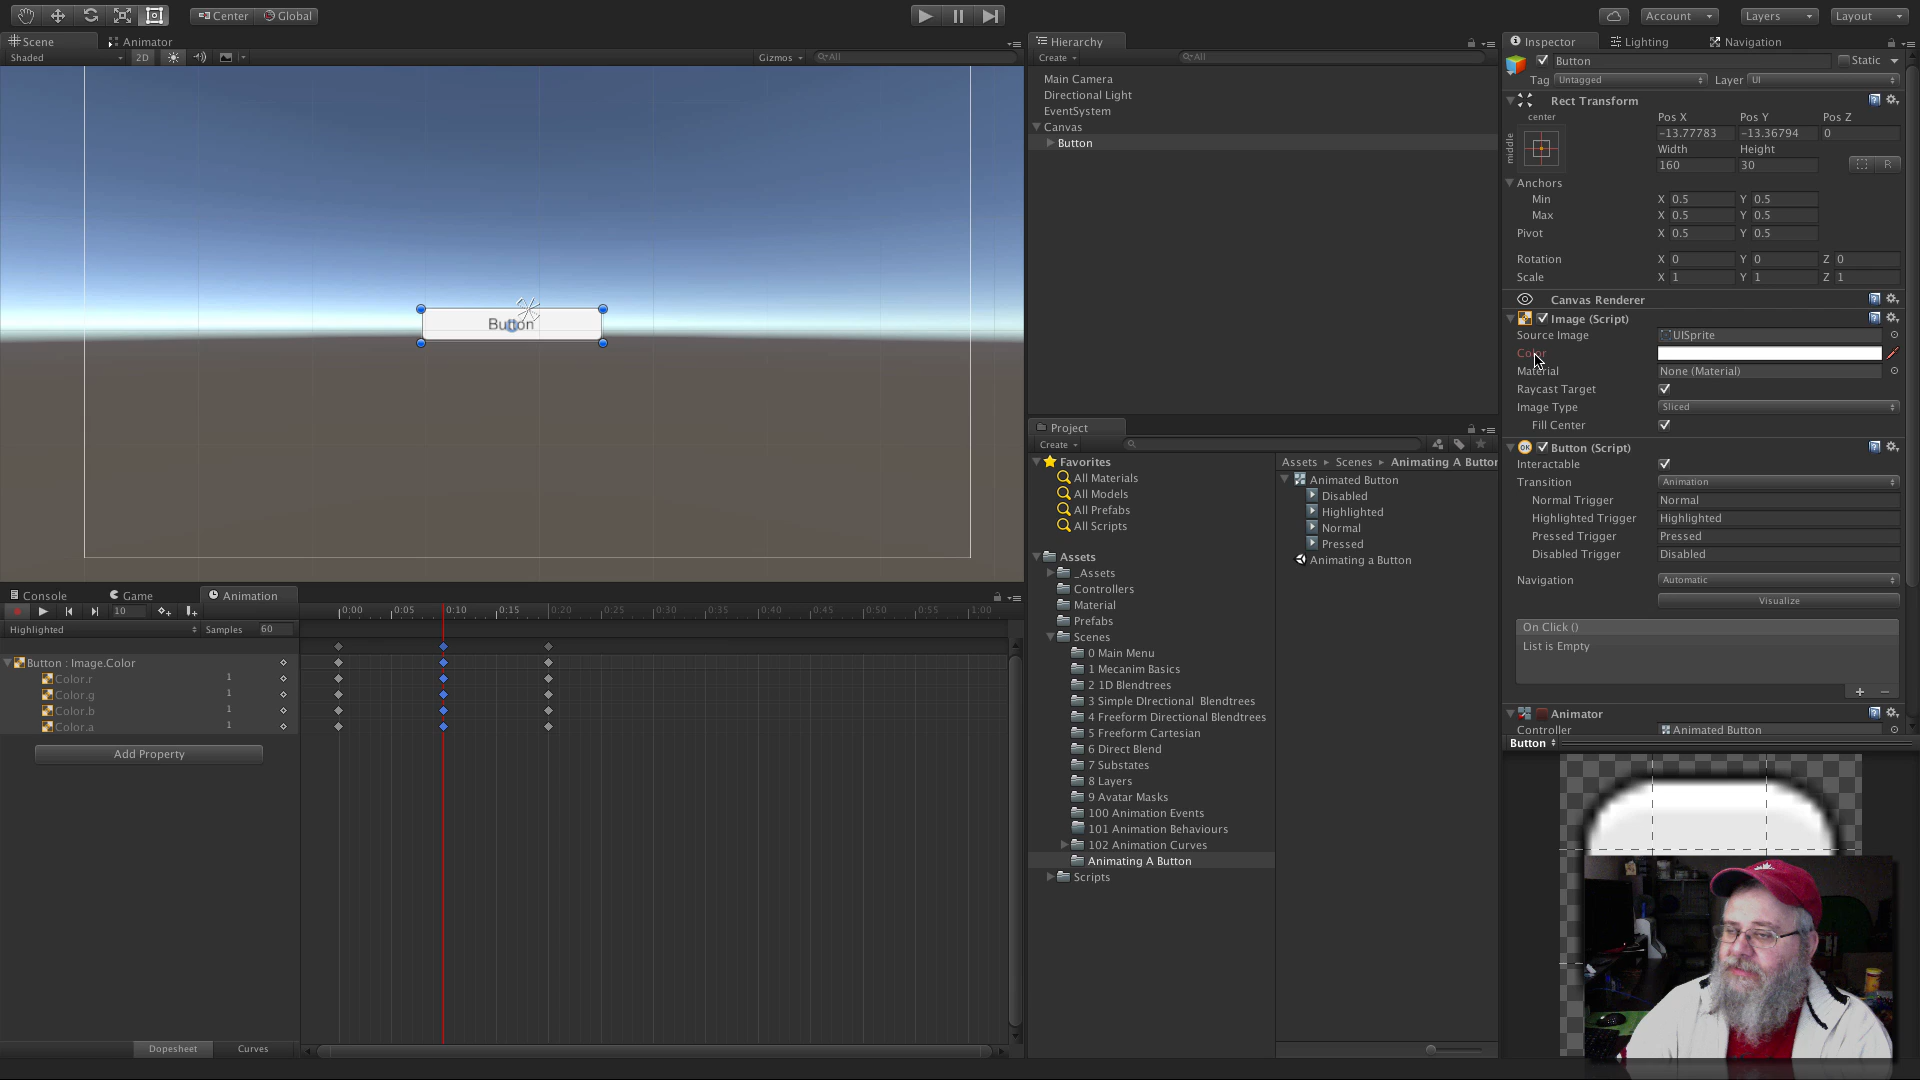 Center
Global
Account
Layers
Layout
Scene
Animator
Shaded
2D
Gizmos
All
Button
Hierarchy
Create
All
Main Camera
Directional Light
EventSystem
Canvas
Button
Inspector
Lighting
Navigation
Button
Static
Tag
Untagged
Layer
UI
Rect Transform
center
middle
Pos X
Pos Y
Pos Z
-13.77783
-13.36794
0
Width
Height
160
30
R
Anchors
Min
X 0.5
Y 0.5
Max
X 0.5
Y 0.5
Pivot
X 0.5
Y 0.5
Rotation
X 0
Y 0
Z 0
Scale
X 1
Y 1
Z 1
Canvas Renderer
Image (Script)
Source Image
UISprite
Color
Material
None (Material)
Raycast Target
Image Type
Sliced
Fill Center
OK
Button (Script)
Interactable
Transition
Animation
Normal Trigger
Normal
Highlighted Trigger
Highlighted
Pressed Trigger
Pressed
Disabled Trigger
Disabled
Navigation
Automatic
Visualize
On Click ()
List is Empty
Animator
Controller
Animated Button
Button
Project
Create
Favorites
All Materials
All Models
All Prefabs
All Scripts
Assets
_Assets
Controllers
Material
Prefabs
Scenes
0 Main Menu
1 Mecanim Basics
2 1D Blendtrees
3 Simple DIrectional Blendtrees
4 Freeform Directional Blendtrees
5 Freeform Cartesian
6 Direct Blend
7 Substates
8 Layers
9 Avatar Masks
100 Animation Events
101 Animation Behaviours
102 Animation Curves
Animating A Button
Scripts
Assets
Scenes
Animating A Button
Animated Button
Disabled
Highlighted
Normal
Pressed
Animating a Button
Console
Game
Animation
10
0:00
0:05
0:10
0:15
0:20
0:25
0:30
0:35
0:40
0:45
0:50
0:55
1:00
Highlighted
Samples
60
Button : Image.Color
Color.r
1
Color.g
1
Color.b
1
Color.a
1
Add Property
Dopesheet
Curves